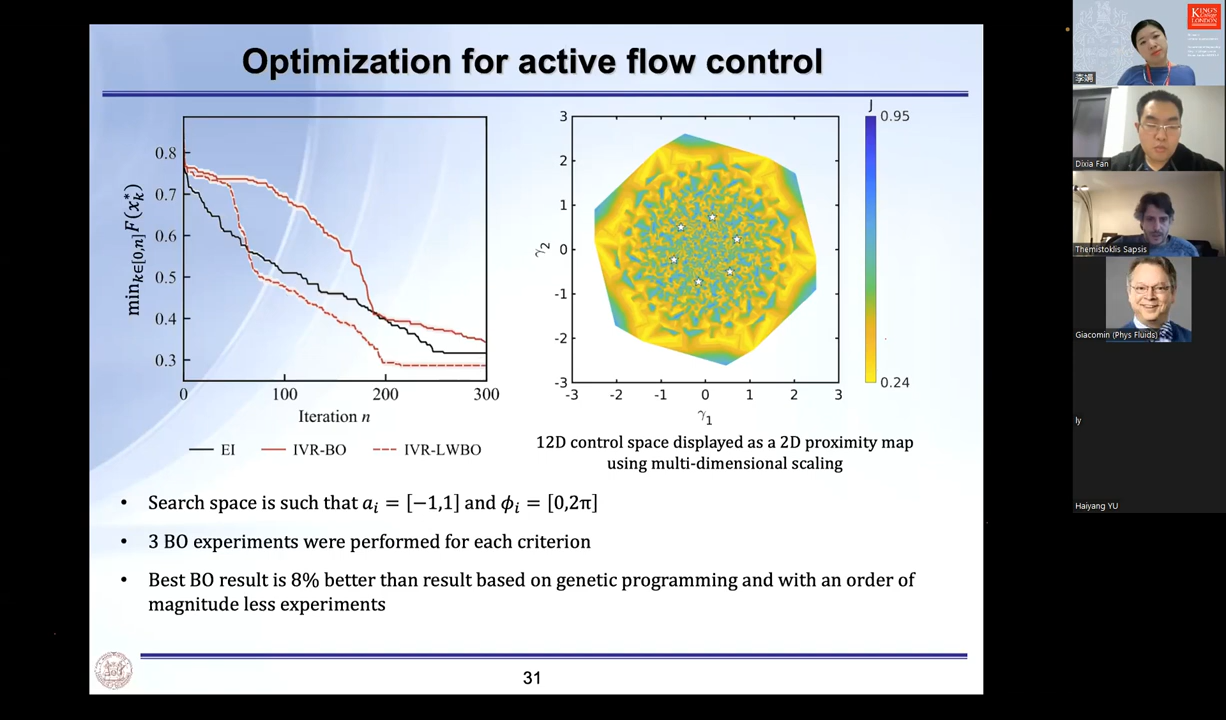 Optimization for active flow control
0.8
0.7
0.6
0.5
0.4
0.3
min_{k∈[0,n]}F(x_k^*)
0 100 200 300
Iteration n
EI IVR-BO IVR-LWBO
3
2
1
0
-1
-2
-3
γ_2
-3 -2 -1 0 1 2 3
γ_1
J
0.95
0.24
12D control space displayed as a 2D proximity map
using multi-dimensional scaling
• Search space is such that a_i = [−1,1] and ϕ_i = [0,2π]
• 3 BO experiments were performed for each criterion
• Best BO result is 8% better than result based on genetic programming and with an order of
magnitude less experiments
31
KING'S
College
LONDON
Dixia Fan
Themistoklis Sapsis
Giacomin (Phys Fluids)
ly
Haiyang YU